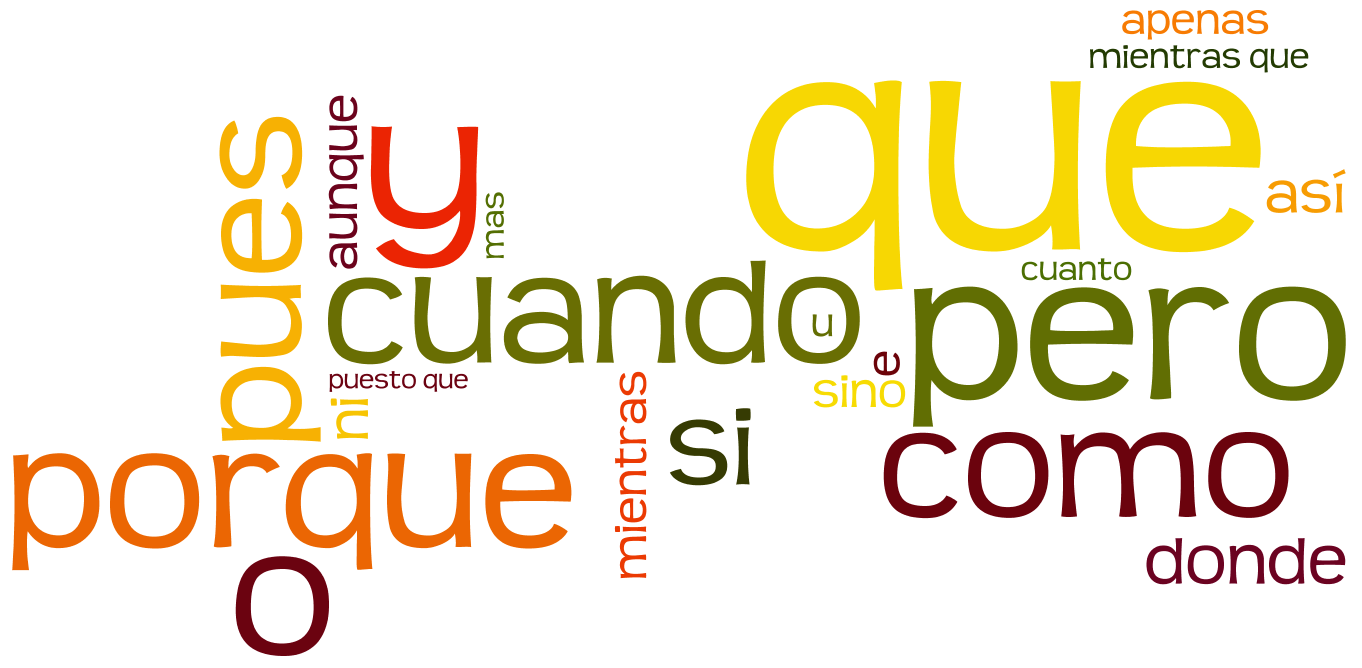 apenas
mientras que
que
así
pues
aunque
y
mas
cuando
u
cuanto
pero
e
sino
puesto que
ni
mientras
si
como
porque
donde
o